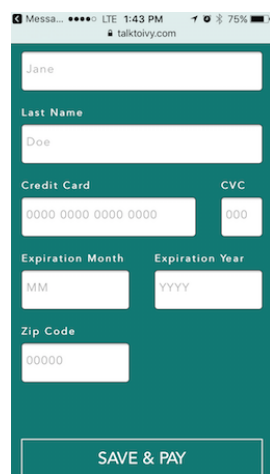 Messa... LTE 1:43 PM 75%
talktoivy.com
Jane
Last Name
Doe
Credit Card CVC
0000 0000 0000 0000 000
Expiration Month Expiration Year
MM YYYY
Zip Code
00000
SAVE & PAY